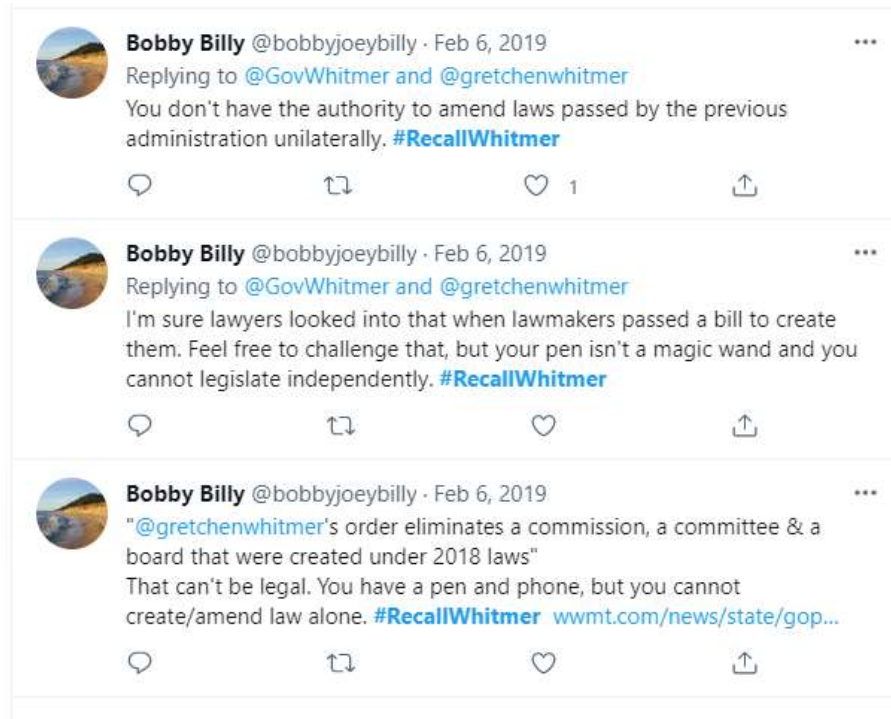 Bobby Billy @bobbyjoeybilly · Feb 6, 2019
Replying to @GovWhitmer and @gretchenwhitmer
You don't have the authority to amend laws passed by the previous
administration unilaterally. #RecallWhitmer
1
Bobby Billy @bobbyjoeybilly · Feb 6, 2019
Replying to @GovWhitmer and @gretchenwhitmer
I'm sure lawyers looked into that when lawmakers passed a bill to create
them. Feel free to challenge that, but your pen isn't a magic wand and you
cannot legislate independently. #RecallWhitmer
Bobby Billy @bobbyjoeybilly · Feb 6, 2019
"@gretchenwhitmer's order eliminates a commission, a committee & a
board that were created under 2018 laws"
That can't be legal. You have a pen and phone, but you cannot
create/amend law alone. #RecallWhitmer wwmt.com/news/state/gop...